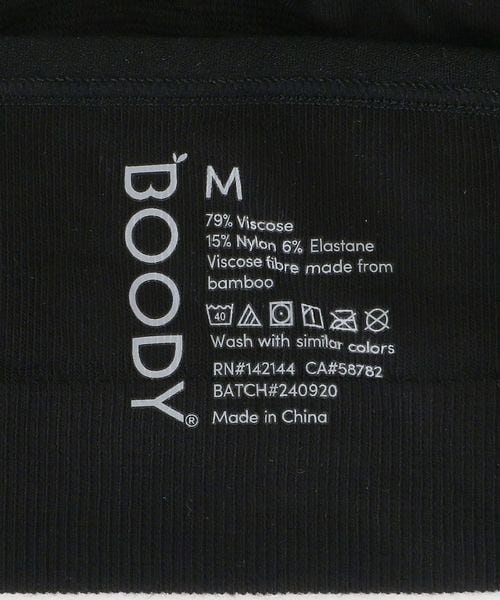 BOODY®
M
79% Viscose
15% Nylon 6% Elastane
Viscose fibre made from
bamboo
40
Wash with similar colors
RN#142144 CA#58782
BATCH#240920
Made in China